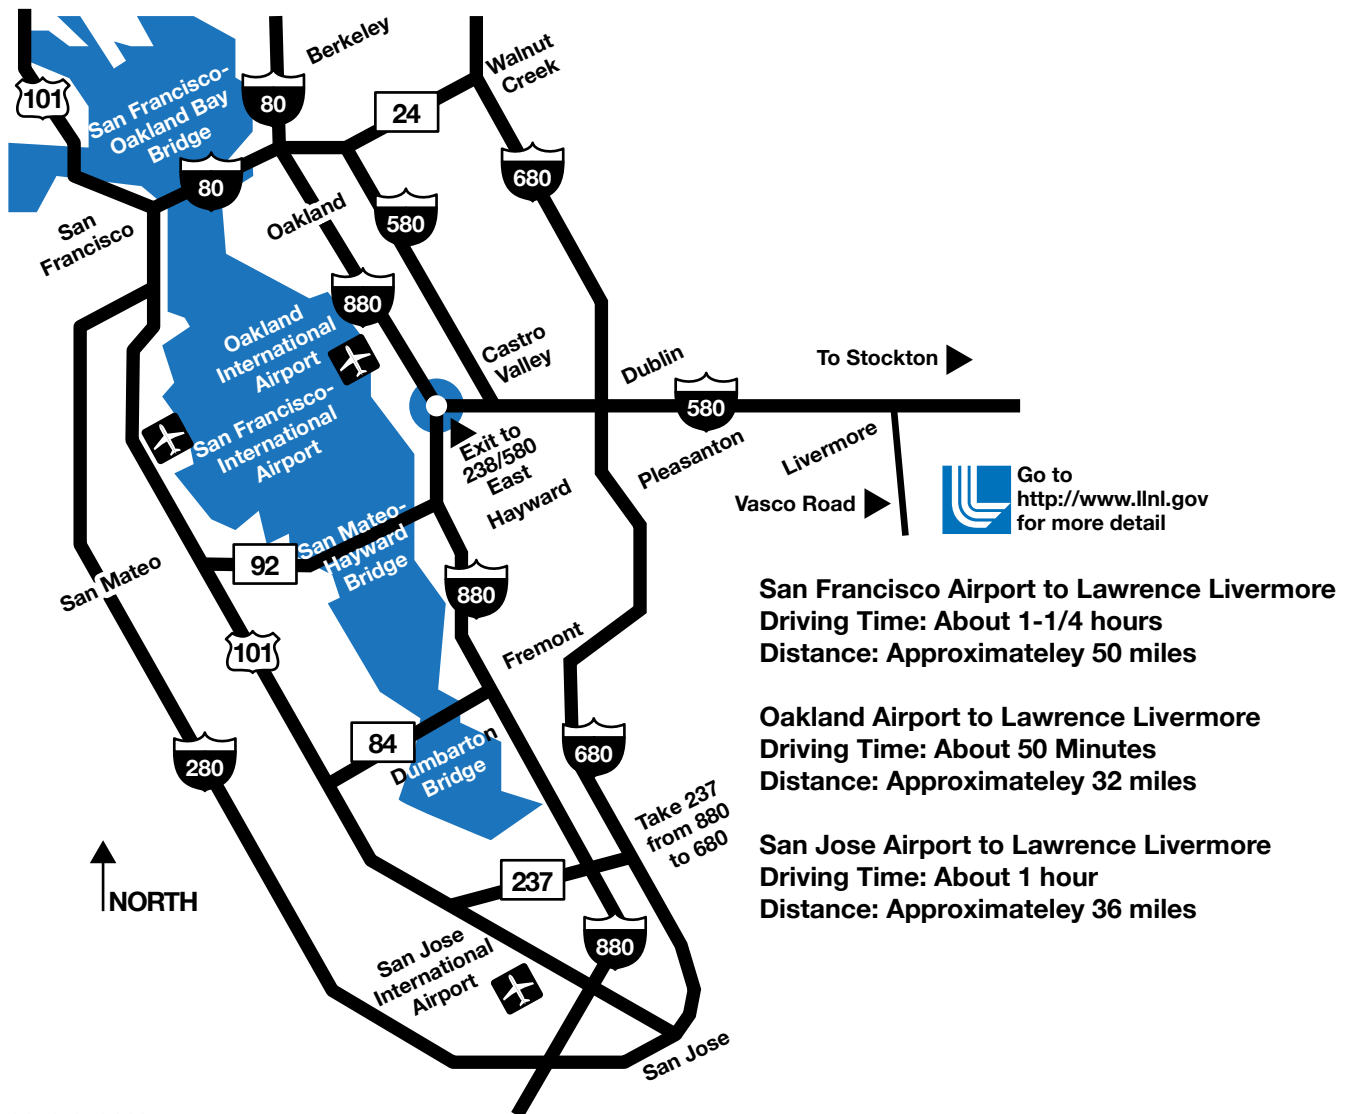 Berkeley
Walnut
Creek
101
San Francisco-
Oakland Bay
Bridge
80
24
80
680
San
Francisco
Oakland
580
880
Oakland
International
Airport
Castro
Valley
Dublin
To Stockton
580
San Francisco-
International
Airport
Exit to
238/580
East
Hayward
Pleasanton
Livermore
Vasco Road
Go to
http://www.llnl.gov
for more detail
San Mateo-
Hayward
Bridge
92
San Mateo
880
101
Fremont
San Francisco Airport to Lawrence Livermore
Driving Time: About 1-1/4 hours
Distance: Approximateley 50 miles
Oakland Airport to Lawrence Livermore
Driving Time: About 50 Minutes
Distance: Approximateley 32 miles
San Jose Airport to Lawrence Livermore
Driving Time: About 1 hour
Distance: Approximateley 36 miles
84
Dumbarton
Bridge
280
680
Take 237
from 880
to 680
237
NORTH
880
San Jose
International
Airport
San Jose